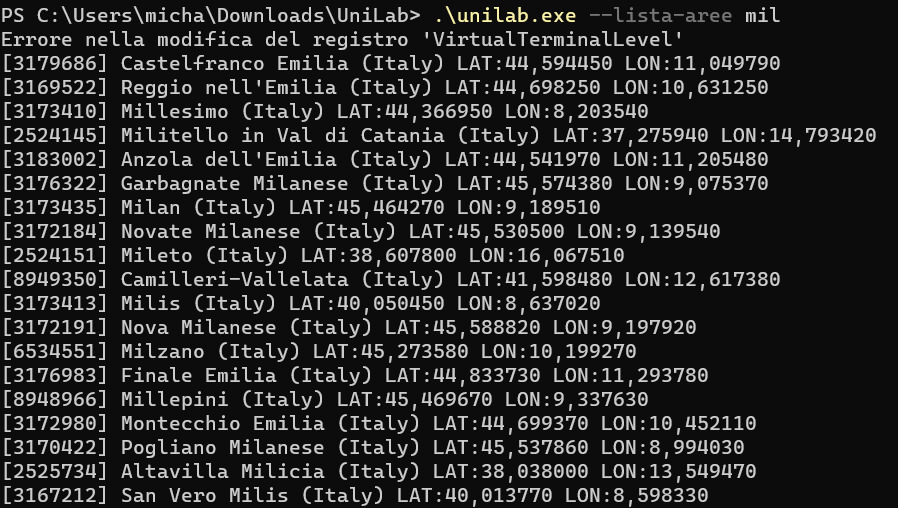 PS C:\Users\micha\Downloads\UniLab> .\unilab.exe --lista-aree mil
Errore nella modifica del registro 'VirtualTerminalLevel'
[3179686] Castelfranco Emilia (Italy) LAT:44,594450 LON:11,049790
[3169522] Reggio nell'Emilia (Italy) LAT:44,698250 LON:10,631250
[3173410] Millesimo (Italy) LAT:44,366950 LON:8,203540
[2524145] Militello in Val di Catania (Italy) LAT:37,275940 LON:14,793420
[3183002] Anzola dell'Emilia (Italy) LAT:44,541970 LON:11,205480
[3176322] Garbagnate Milanese (Italy) LAT:45,574380 LON:9,075370
[3173435] Milan (Italy) LAT:45,464270 LON:9,189510
[3172184] Novate Milanese (Italy) LAT:45,530500 LON:9,139540
[2524151] Mileto (Italy) LAT:38,607800 LON:16,067510
[8949350] Camilleri-Vallelata (Italy) LAT:41,598480 LON:12,617380
[3173413] Milis (Italy) LAT:40,050450 LON:8,637020
[3172191] Nova Milanese (Italy) LAT:45,588820 LON:9,197920
[6534551] Milzano (Italy) LAT:45,273580 LON:10,199270
[3176983] Finale Emilia (Italy) LAT:44,833730 LON:11,293780
[8948966] Millepini (Italy) LAT:45,469670 LON:9,337630
[3172980] Montecchio Emilia (Italy) LAT:44,699370 LON:10,452110
[3170422] Pogliano Milanese (Italy) LAT:45,537860 LON:8,994030
[2525734] Altavilla Milicia (Italy) LAT:38,038000 LON:13,549470
[3167212] San Vero Milis (Italy) LAT:40,013770 LON:8,598330